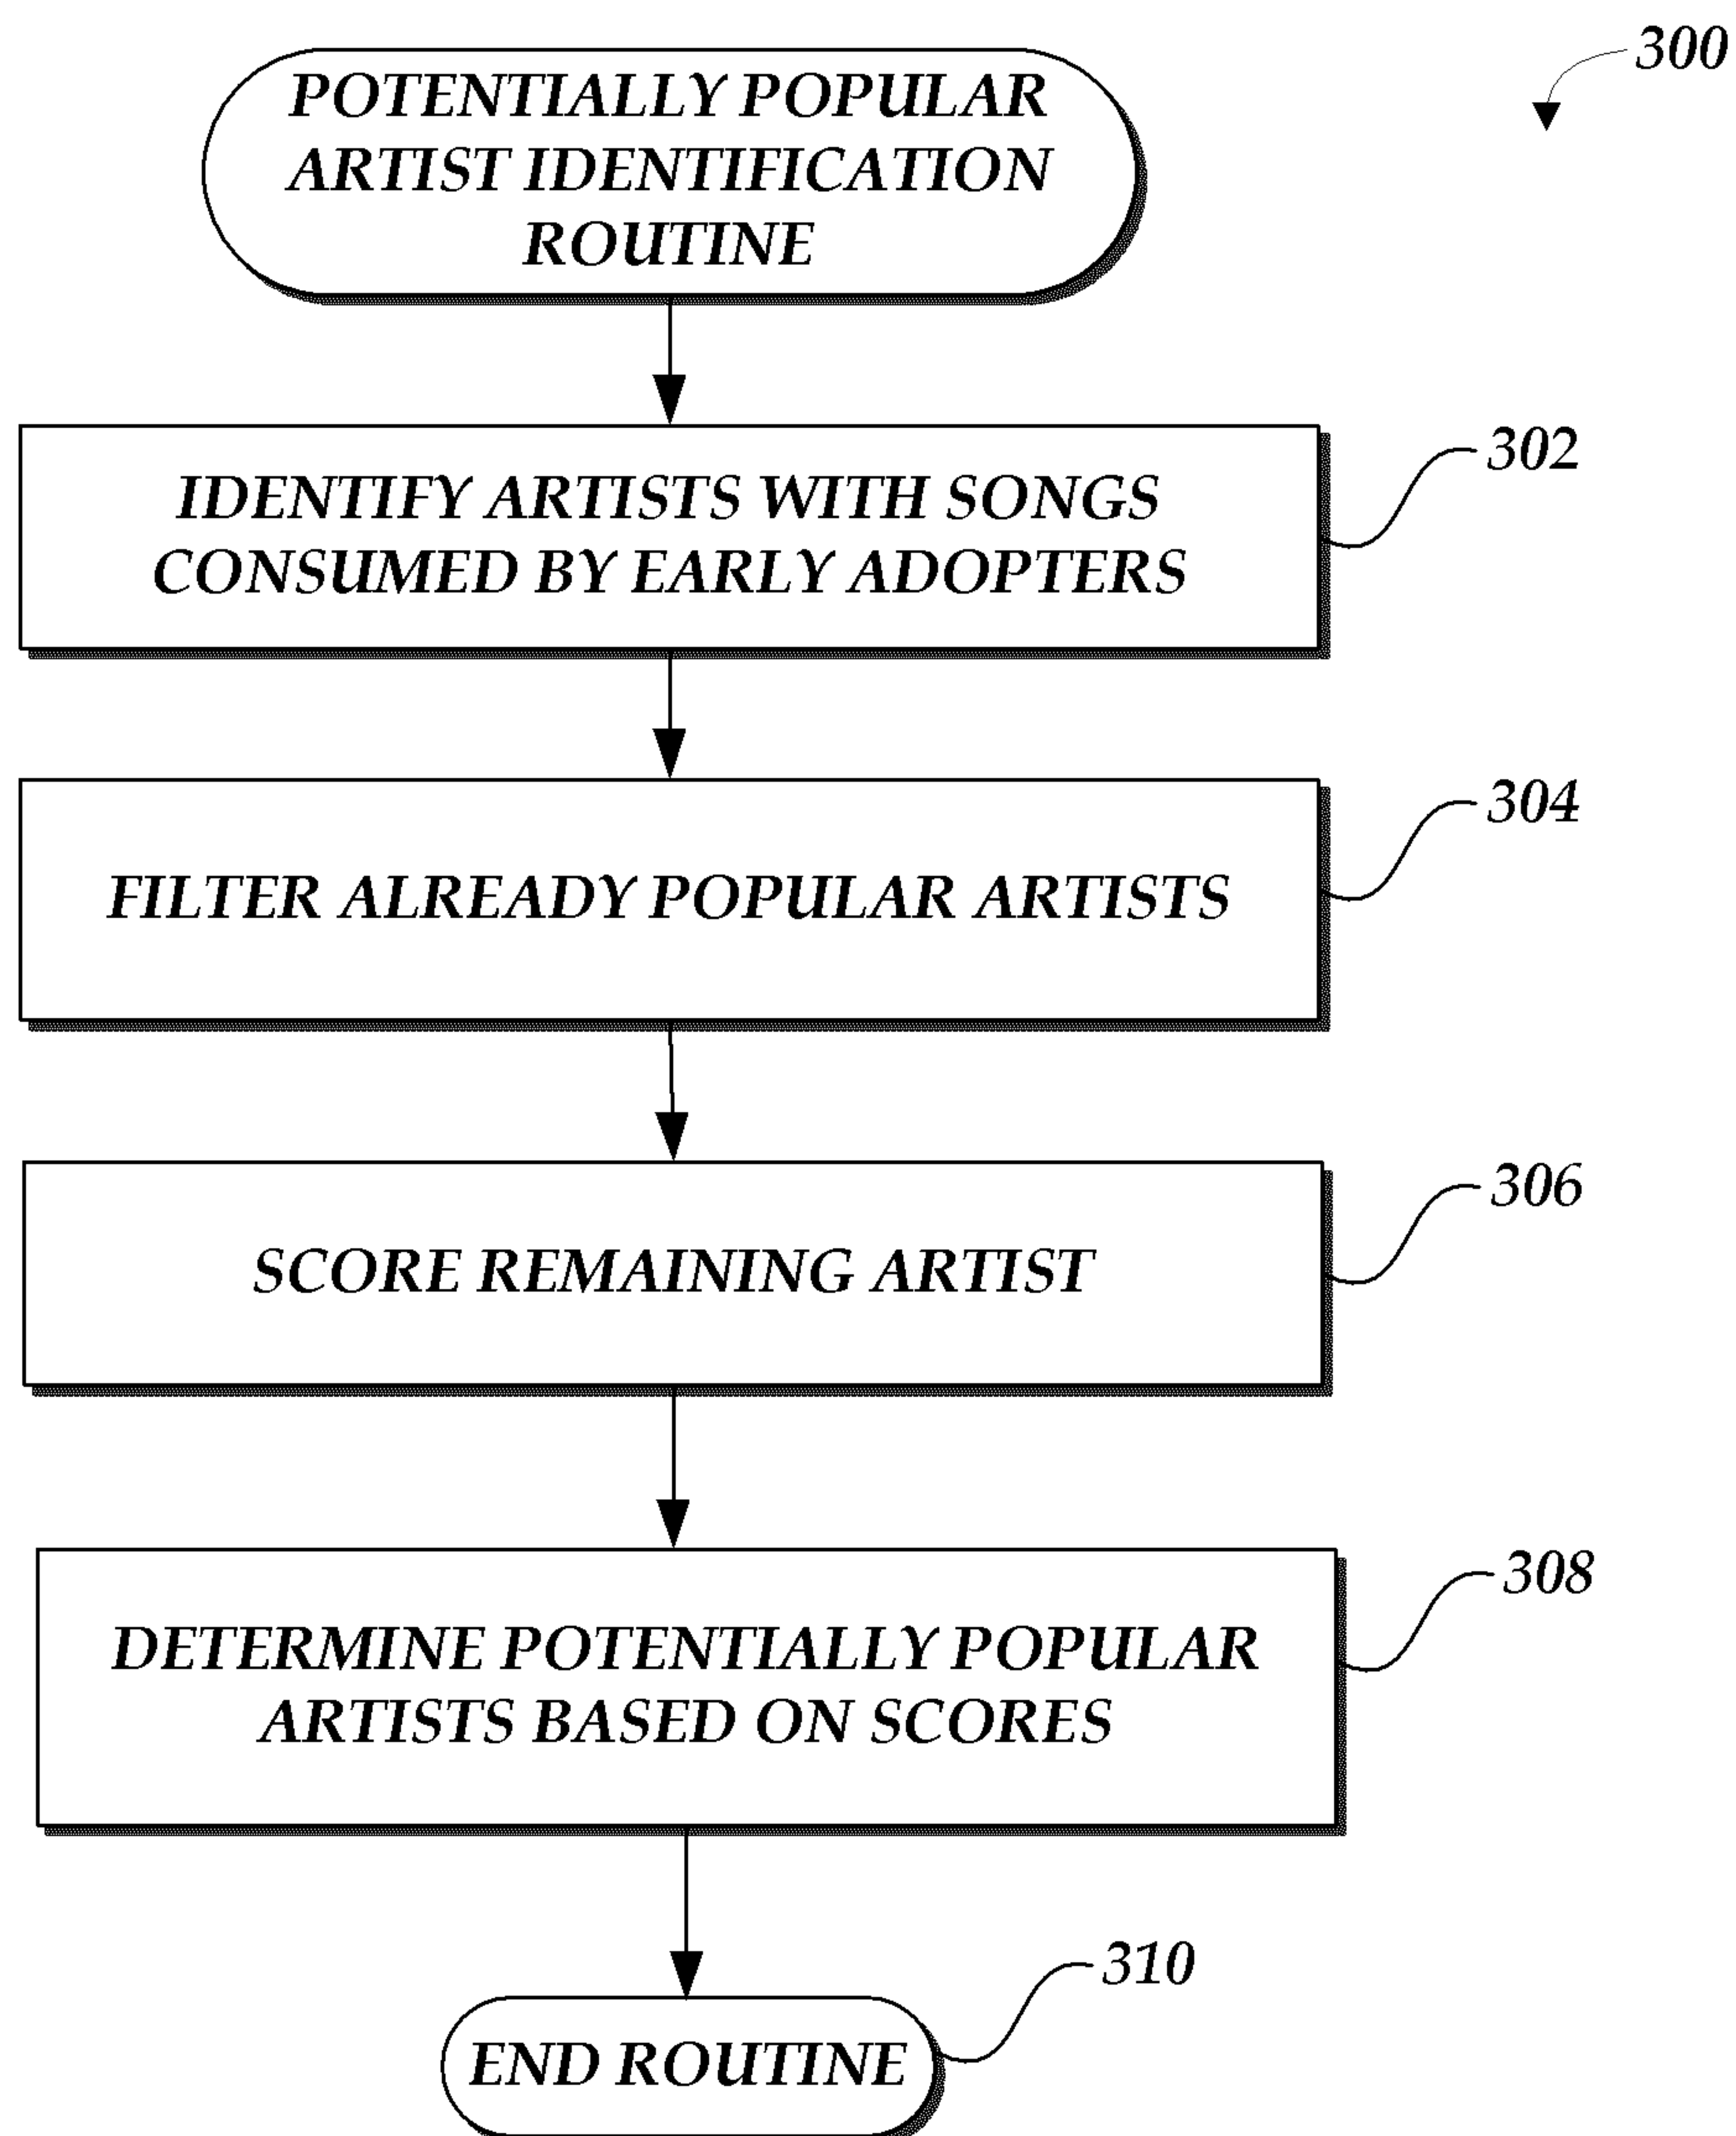 300
POTENTIALLY POPULAR
ARTIST IDENTIFICATION
ROUTINE
302
IDENTIFY ARTISTS WITH SONGS
CONSUMED BY EARLY ADOPTERS
304
FILTER ALREADY POPULAR ARTISTS
306
SCORE REMAINING ARTIST
308
DETERMINE POTENTIALLY POPULAR
ARTISTS BASED ON SCORES
310
END ROUTINE